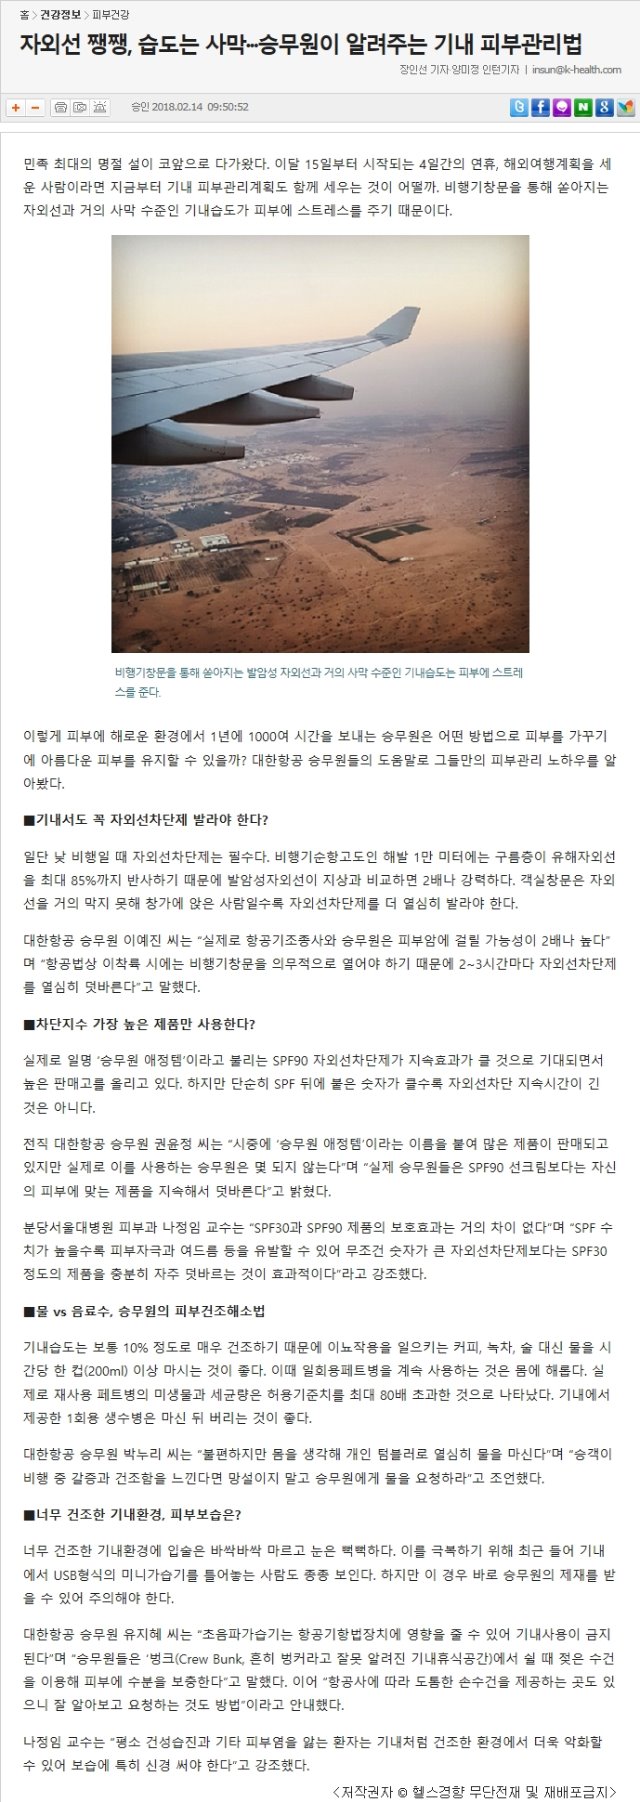 홈 > 건강정보 > 피부건강
자외선 쨍쨍, 습도는 사막…승무원이 알려주는 기내 피부관리법
장인선 기자·양미정 인턴기자 | insun@k-health.com
승인 2018.02.14 09:50:52
민족 최대의 명절 설이 코앞으로 다가왔다. 이달 15일부터 시작되는 4일간의 연휴, 해외여행계획을 세
운 사람이라면 지금부터 기내 피부관리계획도 함께 세우는 것이 어떨까. 비행기창문을 통해 쏟아지는
자외선과 거의 사막 수준인 기내습도가 피부에 스트레스를 주기 때문이다.
비행기창문을 통해 쏟아지는 발암성 자외선과 거의 사막 수준인 기내습도는 피부에 스트레
스를 준다.
이렇게 피부에 해로운 환경에서 1년에 1000여 시간을 보내는 승무원은 어떤 방법으로 피부를 가꾸기
에 아름다운 피부를 유지할 수 있을까? 대한항공 승무원들의 도움말로 그들만의 피부관리 노하우를 알
아봤다.
■기내서도 꼭 자외선차단제 발라야 한다?
일단 낮 비행일 때 자외선차단제는 필수다. 비행기순항고도인 해발 1만 미터에는 구름층이 유해자외선
을 최대 85%까지 반사하기 때문에 발암성자외선이 지상과 비교하면 2배나 강력하다. 객실창문은 자외
선을 거의 막지 못해 창가에 앉은 사람일수록 자외선차단제를 더 열심히 발라야 한다.
대한항공 승무원 이예진 씨는 “실제로 항공기조종사와 승무원은 피부암에 걸릴 가능성이 2배나 높다”
며 “항공법상 이착륙 시에는 비행기창문을 의무적으로 열어야 하기 때문에 2~3시간마다 자외선차단제
를 열심히 덧바른다”고 말했다.
■차단지수 가장 높은 제품만 사용한다?
실제로 일명 ‘승무원 애정템’이라고 불리는 SPF90 자외선차단제가 지속효과가 클 것으로 기대되면서
높은 판매고를 올리고 있다. 하지만 단순히 SPF 뒤에 붙은 숫자가 클수록 자외선차단 지속시간이 긴
것은 아니다.
전직 대한항공 승무원 권윤정 씨는 “시중에 ‘승무원 애정템’이라는 이름을 붙여 많은 제품이 판매되고
있지만 실제로 이를 사용하는 승무원은 몇 되지 않는다”며 “실제 승무원들은 SPF90 선크림보다는 자신
의 피부에 맞는 제품을 지속해서 덧바른다”고 밝혔다.
분당서울대병원 피부과 나정임 교수는 “SPF30과 SPF90 제품의 보호효과는 거의 차이 없다”며 “SPF 수
치가 높을수록 피부자극과 여드름 등을 유발할 수 있어 무조건 숫자가 큰 자외선차단제보다는 SPF30
정도의 제품을 충분히 자주 덧바르는 것이 효과적이다”라고 강조했다.
■물 vs 음료수, 승무원의 피부건조해소법
기내습도는 보통 10% 정도로 매우 건조하기 때문에 이뇨작용을 일으키는 커피, 녹차, 술 대신 물을 시
간당 한 컵(200ml) 이상 마시는 것이 좋다. 이때 일회용페트병을 계속 사용하는 것은 몸에 해롭다. 실
제로 재사용 페트병의 미생물과 세균량은 허용기준치를 최대 80배 초과한 것으로 나타났다. 기내에서
제공한 1회용 생수병은 마신 뒤 버리는 것이 좋다.
대한항공 승무원 박누리 씨는 “불편하지만 몸을 생각해 개인 텀블러로 열심히 물을 마신다”며 “승객이
비행 중 갈증과 건조함을 느낀다면 망설이지 말고 승무원에게 물을 요청하라”고 조언했다.
■너무 건조한 기내환경, 피부보습은?
너무 건조한 기내환경에 입술은 바싹바싹 마르고 눈은 뻑뻑하다. 이를 극복하기 위해 최근 들어 기내
에서 USB형식의 미니가습기를 틀어놓는 사람도 종종 보인다. 하지만 이 경우 바로 승무원의 제재를 받
을 수 있어 주의해야 한다.
대한항공 승무원 유지혜 씨는 “초음파가습기는 항공기항법장치에 영향을 줄 수 있어 기내사용이 금지
된다”며 “승무원들은 ‘벙크(Crew Bunk, 흔히 벙커라고 잘못 알려진 기내휴식공간)에서 쉴 때 젖은 수건
을 이용해 피부에 수분을 보충한다”고 말했다. 이어 “항공사에 따라 도톰한 손수건을 제공하는 곳도 있
으니 잘 알아보고 요청하는 것도 방법”이라고 안내했다.
나정임 교수는 “평소 건성습진과 기타 피부염을 앓는 환자는 기내처럼 건조한 환경에서 더욱 악화할
수 있어 보습에 특히 신경 써야 한다”고 강조했다.
<저작권자 © 헬스경향 무단전재 및 재배포금지>